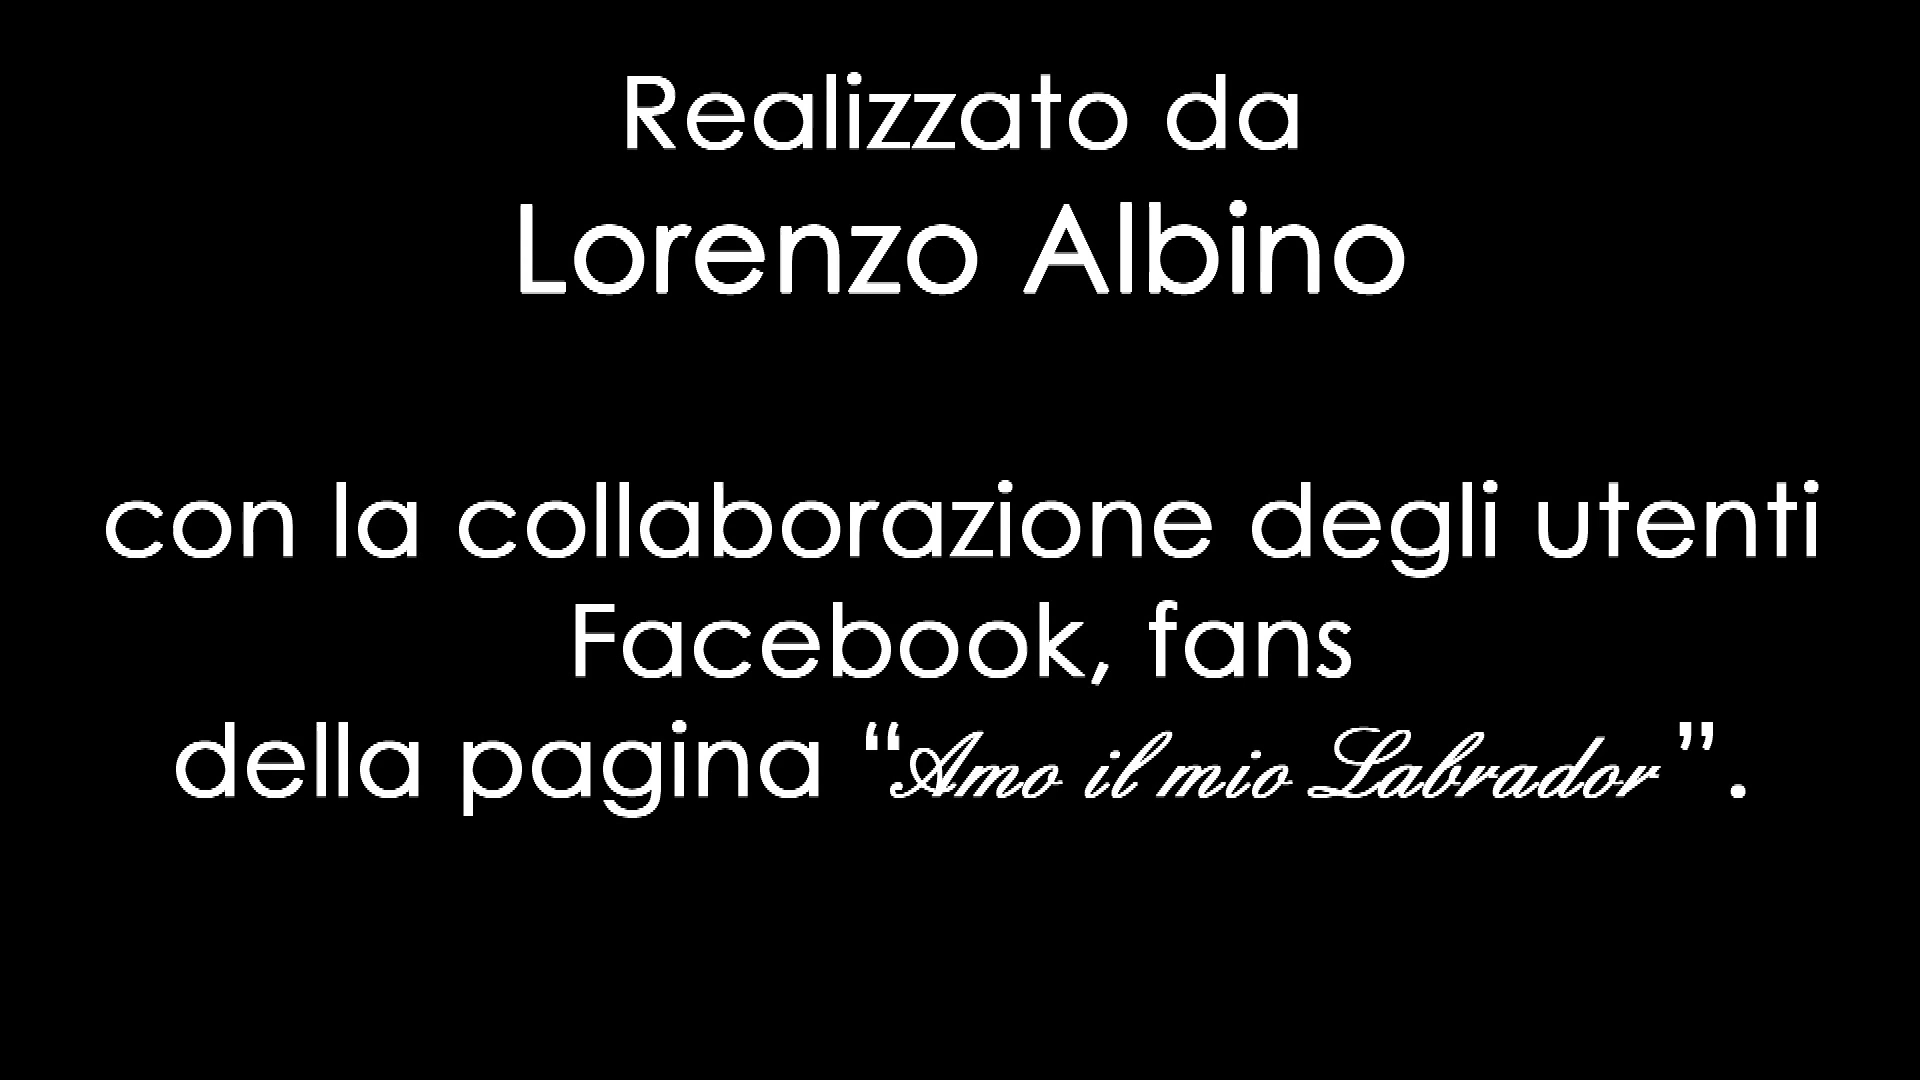 Realizzato da
Lorenzo Albino
con la collaborazione degli utenti
Facebook, fans
della pagina “Amo il mio Labrador”.